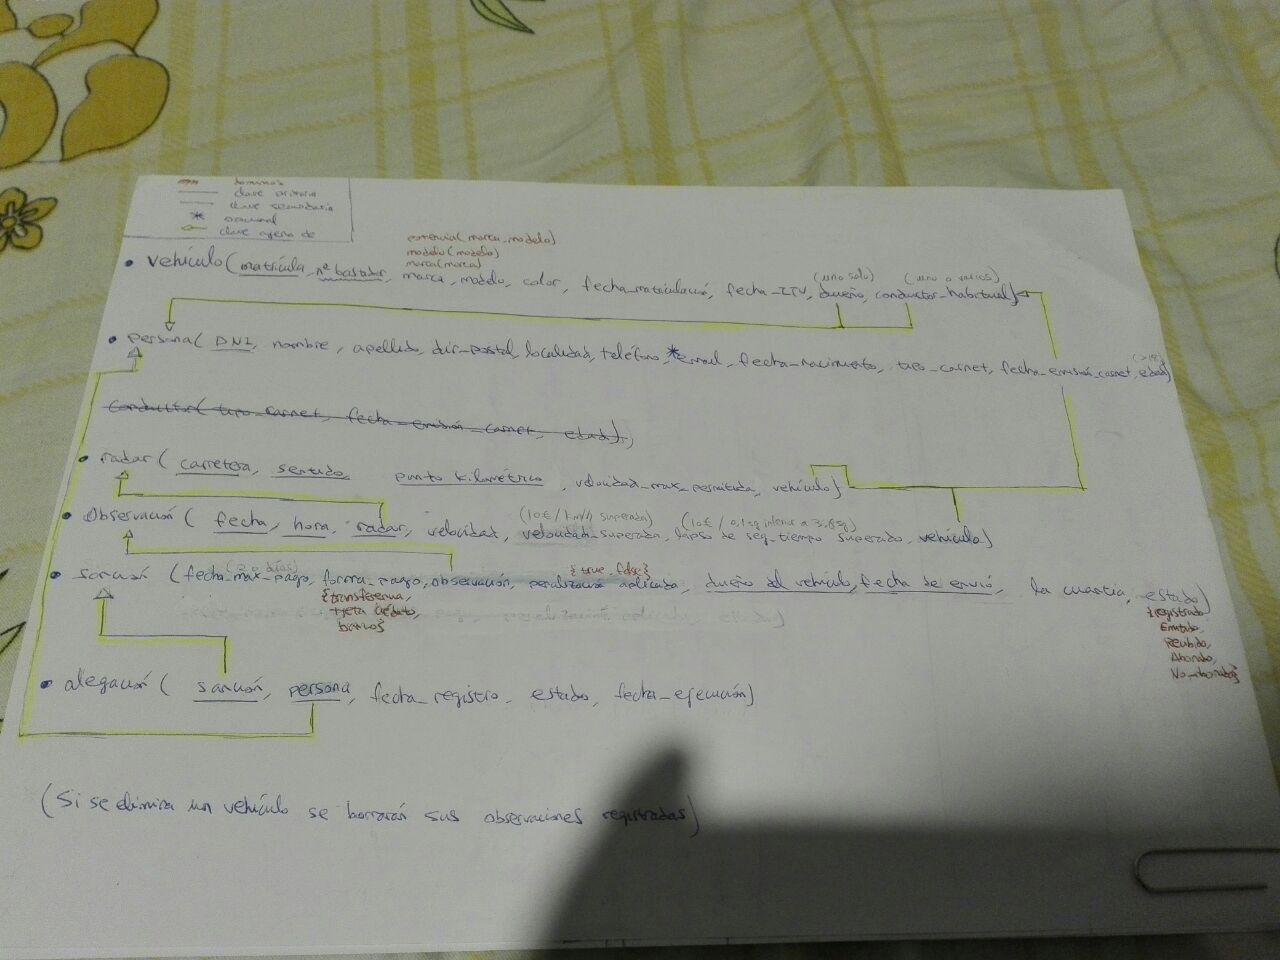 dominios
clave primaria
clave secundaria
* opcional
clave ajena de
potencia(marca, modelo)
modelo(modelo)
marca(marca)
(uno solo) (uno o varios)
• vehículo(matrícula, nº bastidor, marca, modelo, color, fecha_matriculación, fecha_ITV, dueño, conductor_habitual)
(>18)
• persona( DNI, nombre, apellido, dir_postal, localidad, teléfono, *email, fecha_nacimiento, tipo_carnet, fecha_emisión_carnet, edad)
conductor( tipo_carnet, fecha_emisión_carnet, edad);
• radar ( carretera, sentido, punto kilométrico, velocidad_max_permitida, vehículo)
(10€/km/h superado) (10€/0,1sg inferior a 3,6sg)
• Observación ( fecha, hora, radar, velocidad, velocidad_superada, lapso de seg_tiempo superado, vehículo)
(20 días) {true, false}
• sanción (fecha_max_pago, forma_pago, observación, penalización aplicada, dueño del vehículo, fecha de envió, la cuantía, estado)
{transferencia,
tarjeta crédito,
banco}
{registrado,
Emitido,
Recibido,
Abonado,
No_abonado}
• alegación ( sanción, persona, fecha_registro, estado, fecha_ejecución)
(Si se elimina un vehículo se borrarán sus observaciones registradas)